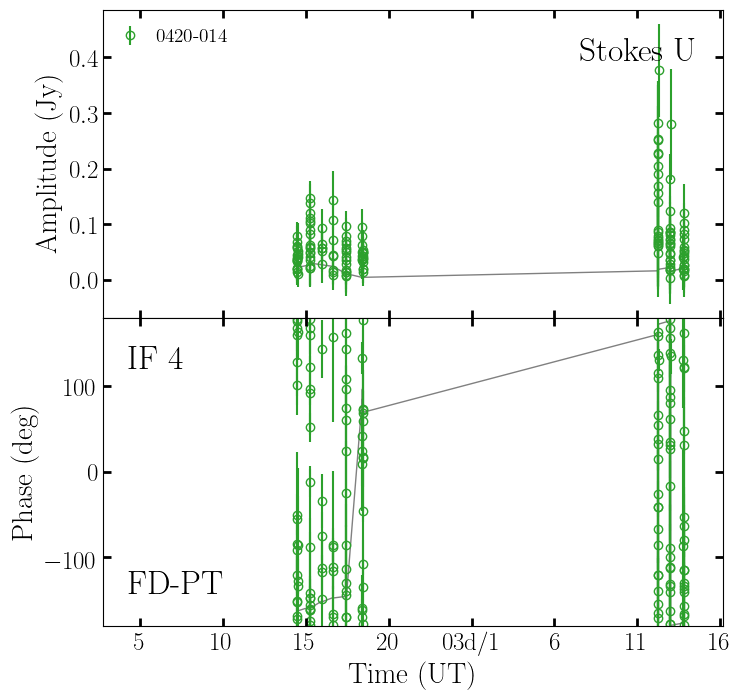 0420-014
Stokes U
Amplitude (Jy)
0.4
0.3
0.2
0.1
0.0
IF 4
FD-PT
Phase (deg)
100
0
−100
5 10 15 20 03d/1 6 11 16
Time (UT)